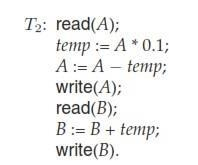 T₂: read(A);
temp := A * 0.1;
A := A − temp;
write(A);
read(B);
B := B + temp;
write(B).